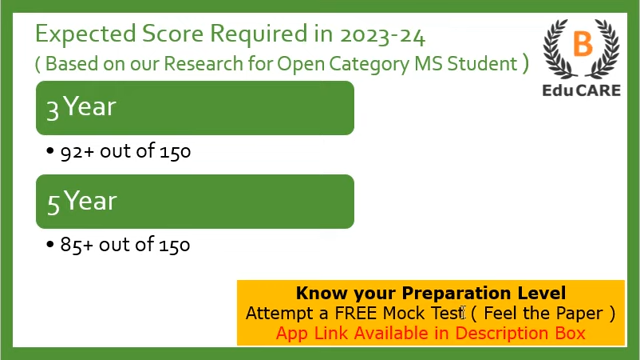 Expected Score Required in 2023-24
( Based on our Research for Open Category MS Student )
B
EduCARE
3 Year
• 92+ out of 150
5 Year
• 85+ out of 150
Know your Preparation Level
Attempt a FREE Mock Test ( Feel the Paper )
App Link Available in Description Box